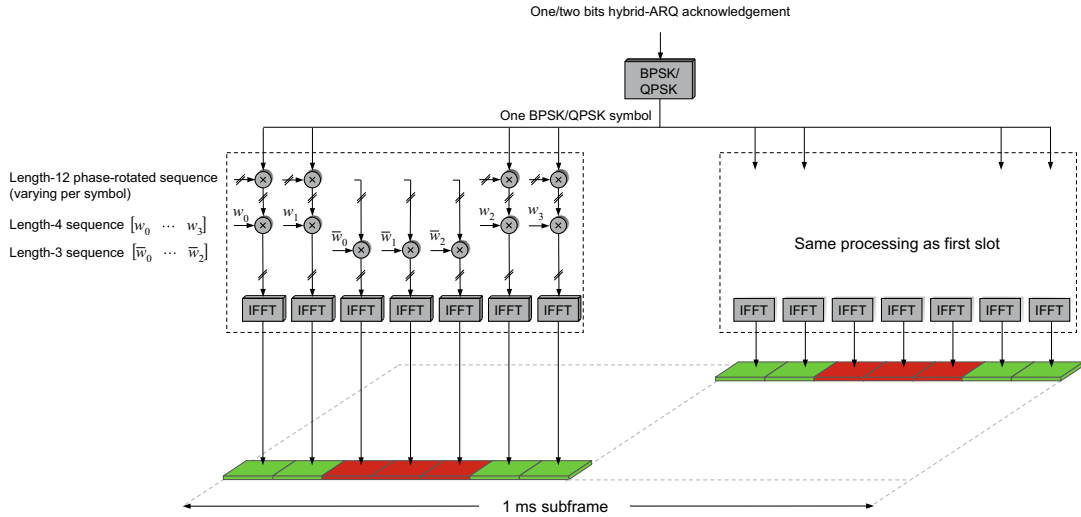 One/two bits hybrid-ARQ acknowledgement
BPSK/
QPSK
One BPSK/QPSK symbol
Length-12 phase-rotated sequence
(varying per symbol)
Length-4 sequence [w₀ ⋯ w₃]
Length-3 sequence [w̅₀ ⋯ w̅₂]
w₀ w₁ w₂ w₃
w̅₀ w̅₁ w̅₂
Same processing as first slot
IFFT IFFT IFFT IFFT IFFT IFFT IFFT
IFFT IFFT IFFT IFFT IFFT IFFT IFFT
1 ms subframe